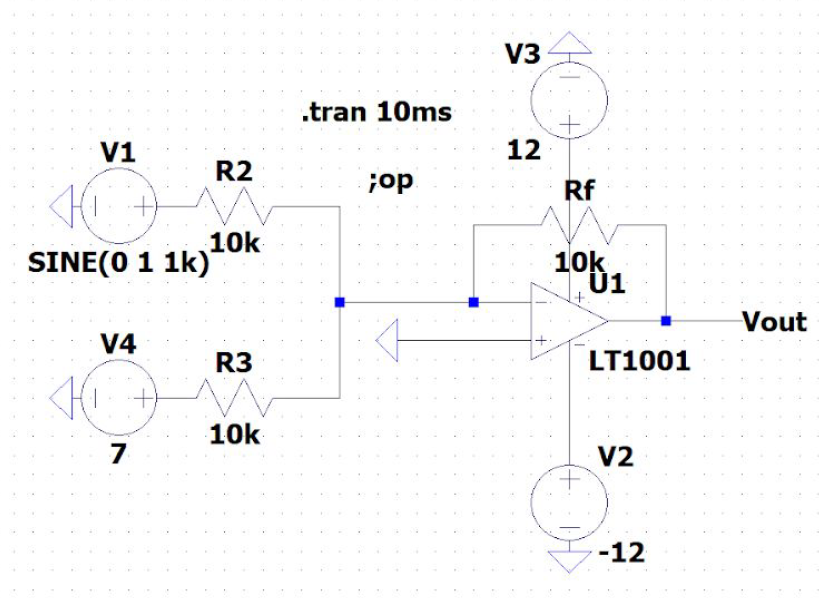 V3
.tran 10ms
V1
12
R2
;op
Rf
10k
SINE(0 1 1k)
10k
U1
Vout
V4
R3
LT1001
10k
7
V2
-12